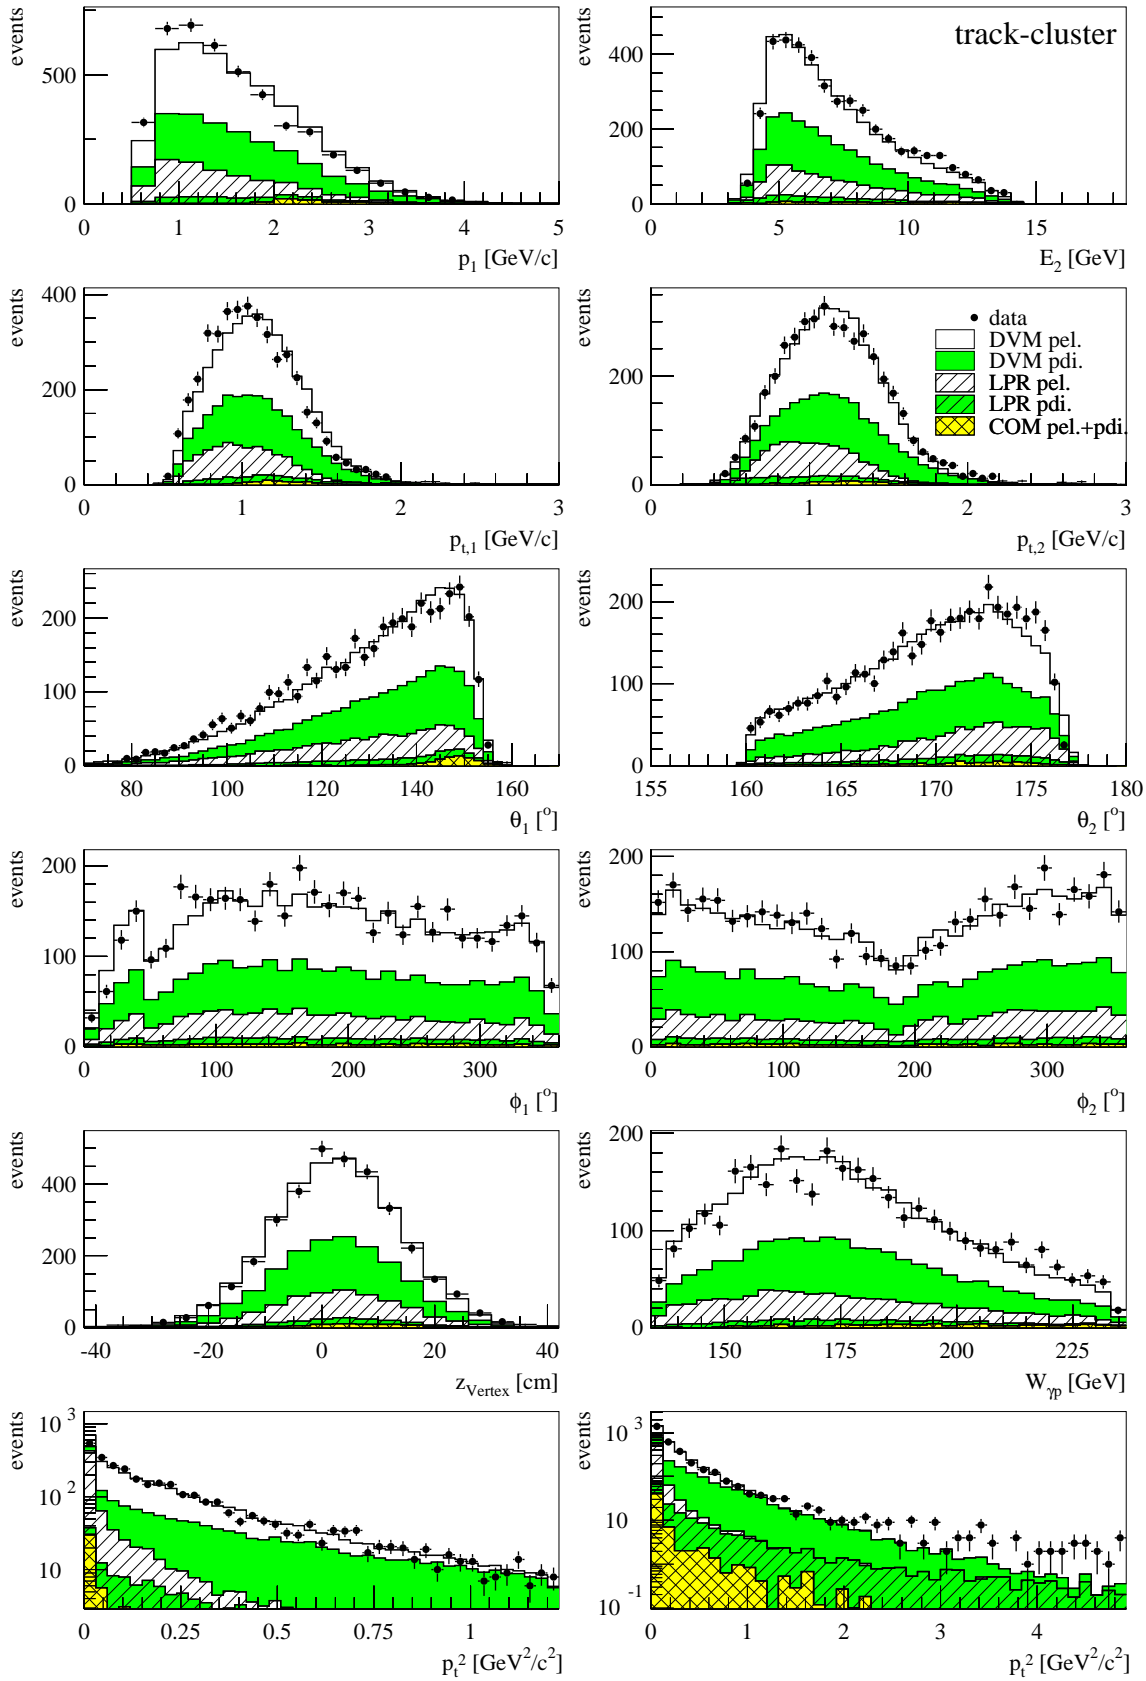 events
500
0
0 1 2 3 4 5
p1 [GeV/c]
events
track-cluster
400
200
0
0 5 10 15
E2 [GeV]
events
400
200
0
0 1 2 3
pt,1 [GeV/c]
events
data
DVM pel.
DVM pdi.
LPR pel.
LPR pdi.
COM pel.+pdi.
200
0
0 1 2 3
pt,2 [GeV/c]
events
200
100
0
80 100 120 140 160
θ1 [o]
events
200
100
0
155 160 165 170 175 180
θ2 [o]
events
200
100
0
0 100 200 300
ϕ1 [o]
events
200
100
0
0 100 200 300
ϕ2 [o]
events
400
200
0
-40 -20 0 20 40
zVertex [cm]
events
200
100
0
150 175 200 225
Wγp [GeV]
events
10 3
10 2
10
0 0.25 0.5 0.75 1
pt2 [GeV2/c2]
events
10 3
10
10 -1
0 1 2 3 4
pt2 [GeV2/c2]